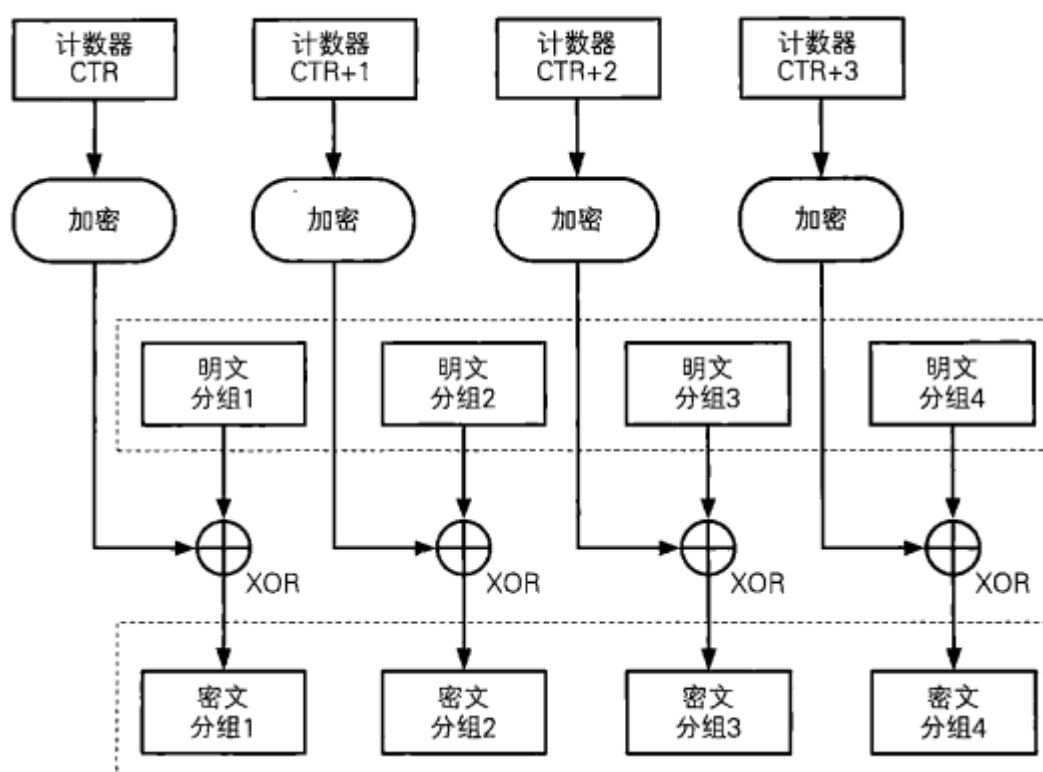 计数器
CTR
计数器
CTR+1
计数器
CTR+2
计数器
CTR+3
加密
加密
加密
加密
明文
分组1
明文
分组2
明文
分组3
明文
分组4
XOR
XOR
XOR
XOR
密文
分组1
密文
分组2
密文
分组3
密文
分组4